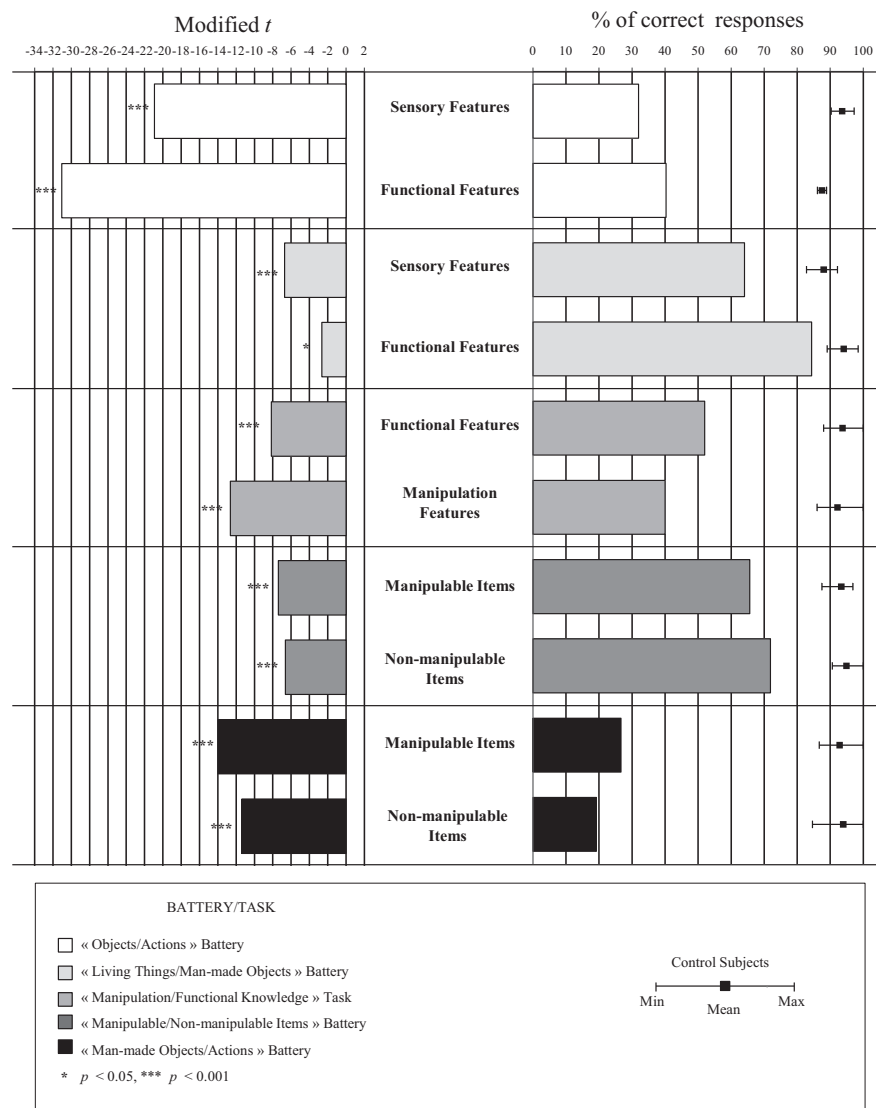 Modified t
% of correct responses
-34 -32 -30 -28 -26 -24 -22 -20 -18 -16 -14 -12 -10 -8 -6 -4 -2 0 2
0 10 20 30 40 50 60 70 80 90 100
***
Sensory Features
***
Functional Features
***
Sensory Features
*
Functional Features
***
Functional Features
***
Manipulation
Features
***
Manipulable Items
***
Non-manipulable
Items
***
Manipulable Items
***
Non-manipulable
Items
BATTERY/TASK
« Objects/Actions » Battery
« Living Things/Man-made Objects » Battery
« Manipulation/Functional Knowledge » Task
« Manipulable/Non-manipulable Items » Battery
« Man-made Objects/Actions » Battery
* p < 0.05, *** p < 0.001
Control Subjects
Min Mean Max